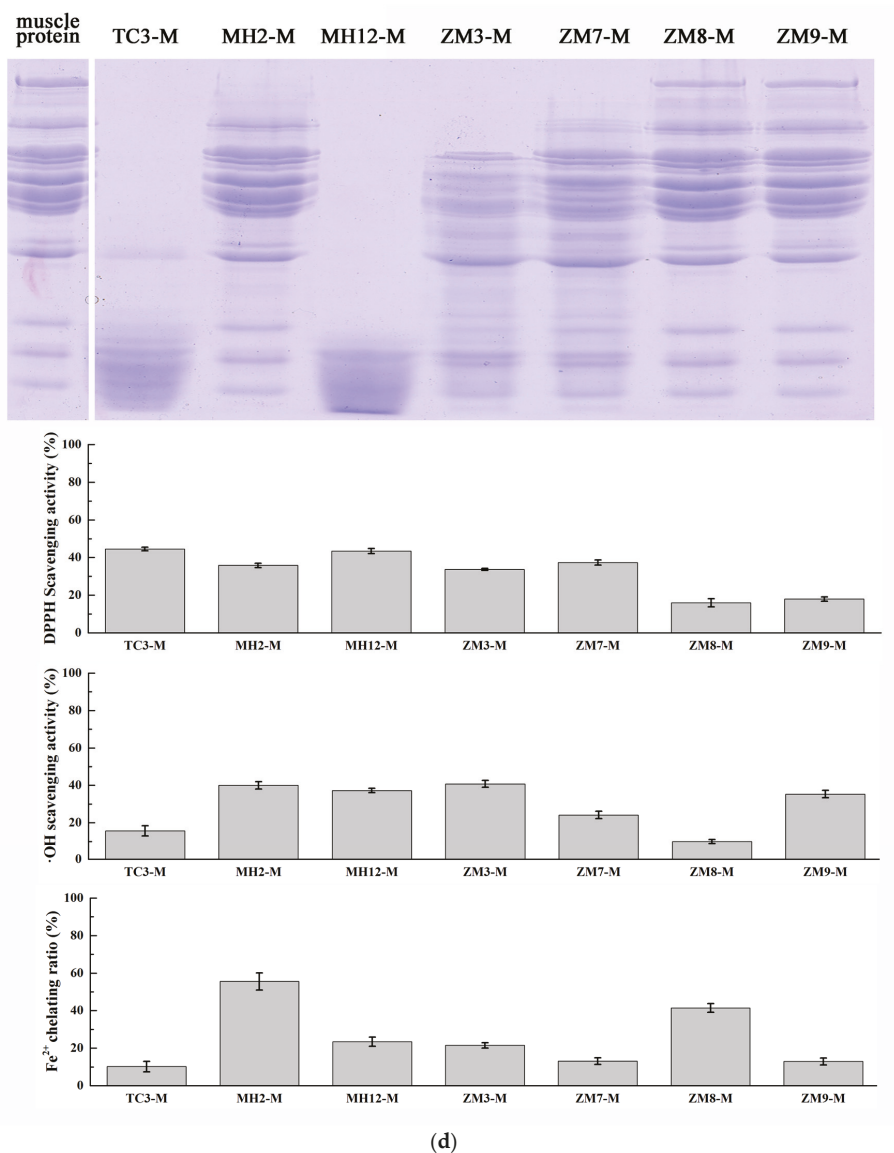 muscle
protein TC3-M MH2-M MH12-M ZM3-M ZM7-M ZM8-M ZM9-M
DPPH Scavenging activity (%)
100
80
60
40
20
0
TC3-M MH2-M MH12-M ZM3-M ZM7-M ZM8-M ZM9-M
·OH scavenging activity (%)
100
80
60
40
20
0
TC3-M MH2-M MH12-M ZM3-M ZM7-M ZM8-M ZM9-M
Fe²⁺ chelating ratio (%)
100
80
60
40
20
0
TC3-M MH2-M MH12-M ZM3-M ZM7-M ZM8-M ZM9-M
(d)